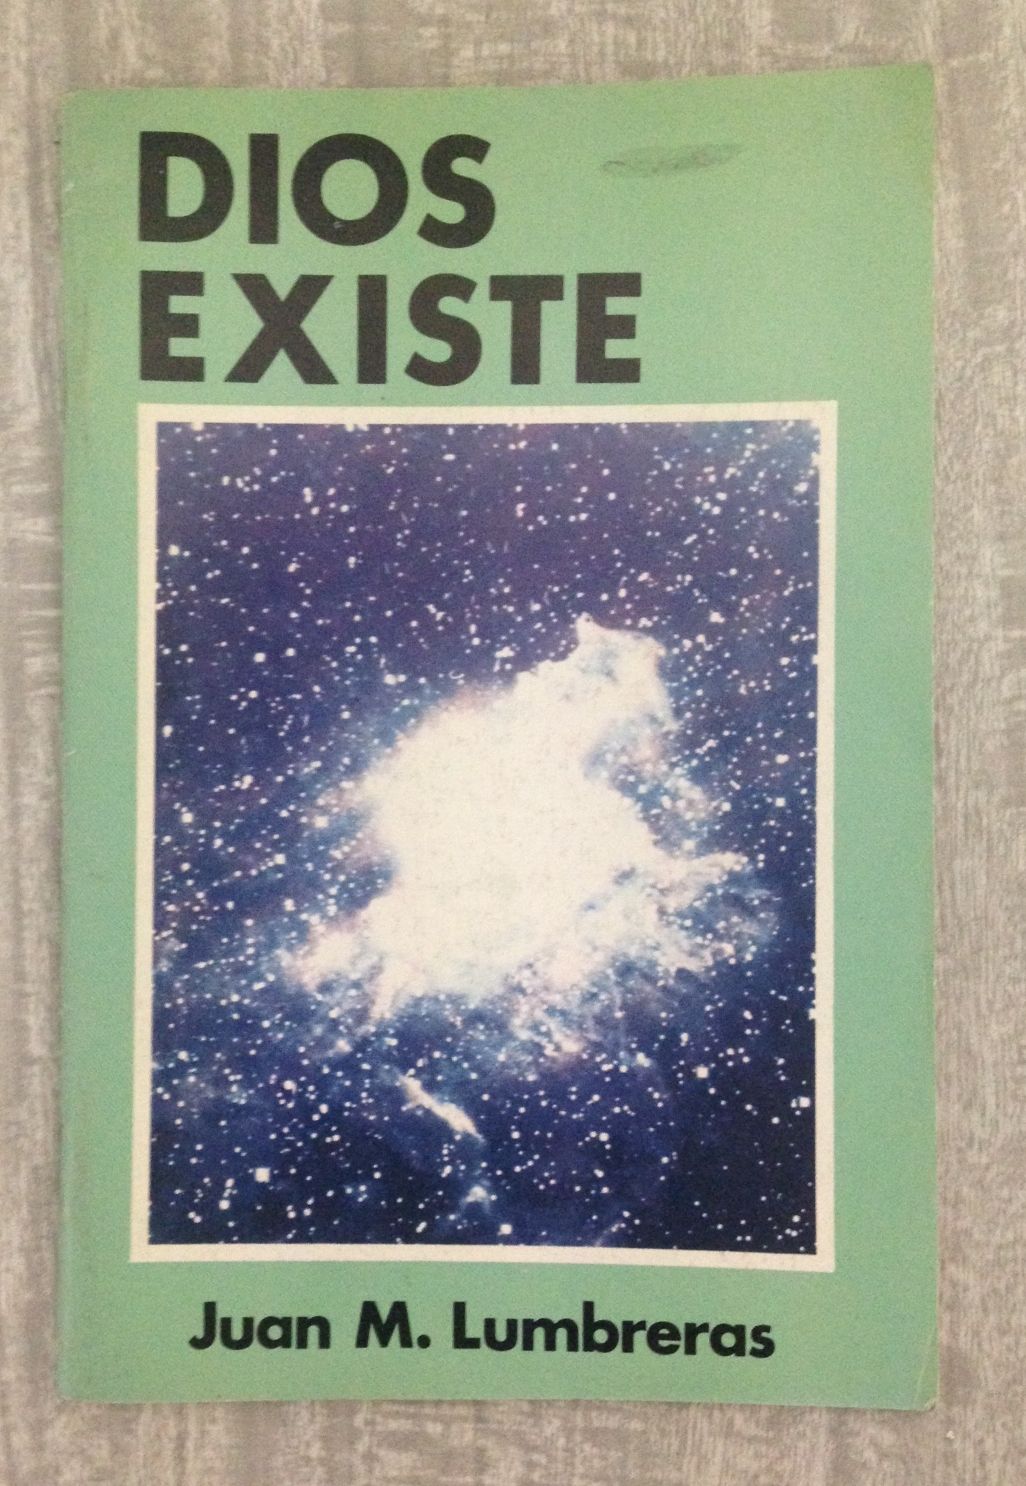 DIOS
EXISTE
Juan M. Lumbreras